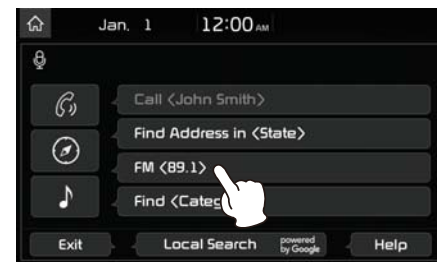 Jan. 1 12:00 AM
Call <John Smith>
Find Address in <State>
FM <89.1>
Find <Categ
Exit Local Search powered by Google Help